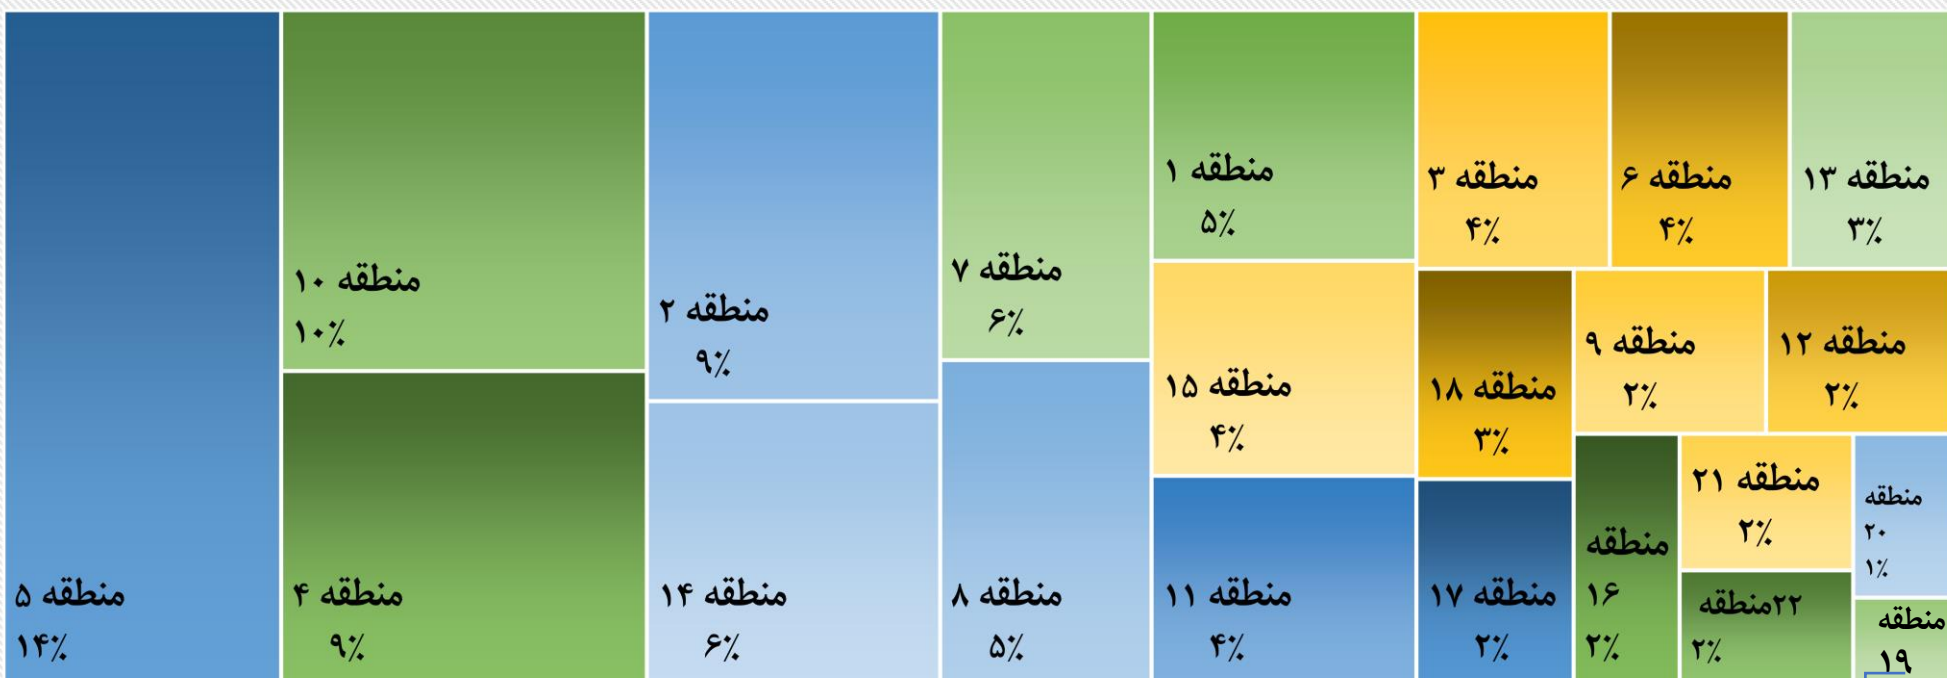 منطقه ۵
۱۴٪
منطقه ۱۰
۱۰٪
منطقه ۴
۹٪
منطقه ۲
۹٪
منطقه ۱۴
۶٪
منطقه ۷
۶٪
منطقه ۸
۵٪
منطقه ۱
۵٪
منطقه ۱۵
۴٪
منطقه ۱۱
۴٪
منطقه ۳
۴٪
منطقه ۶
۴٪
منطقه ۱۳
۳٪
منطقه ۱۸
۳٪
منطقه ۱۷
۲٪
منطقه ۹
۲٪
منطقه ۱۲
۲٪
منطقه
۱۶
۲٪
منطقه ۲۱
۲٪
۲۲منطقه
۲٪
منطقه
۲۰
۱٪
منطقه
۱۹